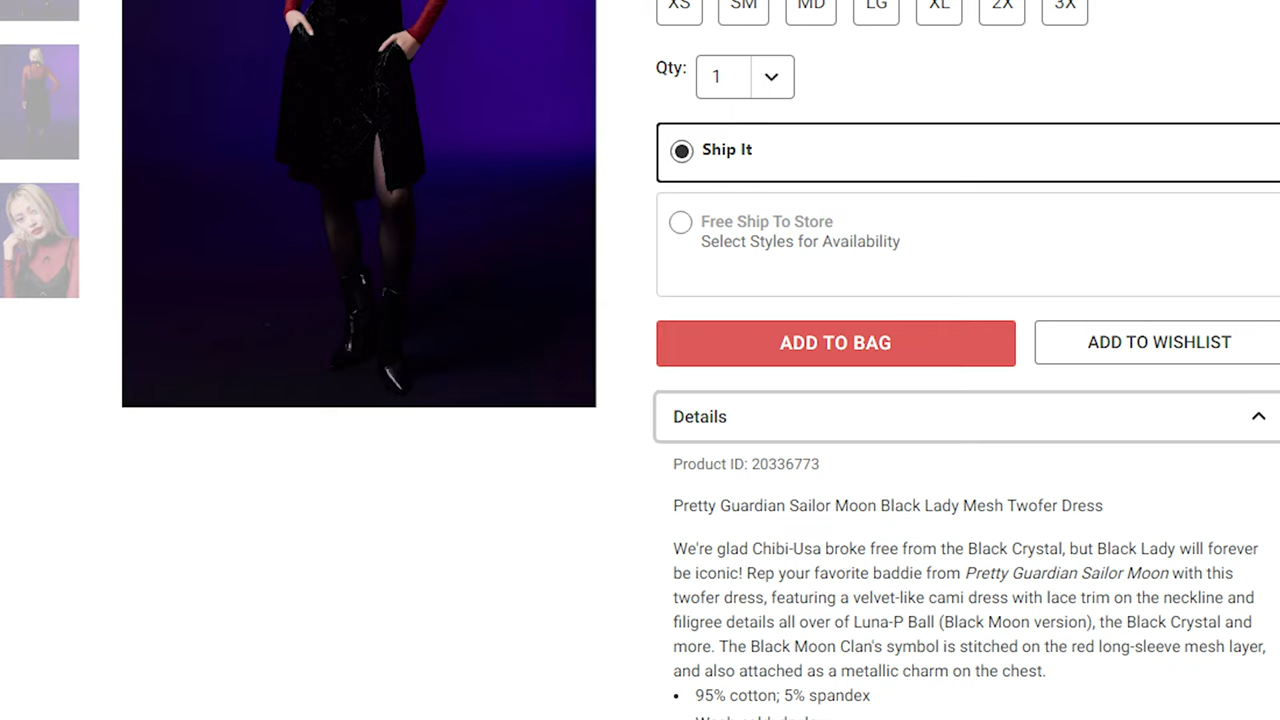 XS SM MD LG XL 2X 3X
Qty: 1
Ship It
Free Ship To Store
Select Styles for Availability
ADD TO BAG ADD TO WISHLIST
Details
Product ID: 20336773
Pretty Guardian Sailor Moon Black Lady Mesh Twofer Dress
We're glad Chibi-Usa broke free from the Black Crystal, but Black Lady will forever
be iconic! Rep your favorite baddie from Pretty Guardian Sailor Moon with this
twofer dress, featuring a velvet-like cami dress with lace trim on the neckline and
filigree details all over of Luna-P Ball (Black Moon version), the Black Crystal and
more. The Black Moon Clan's symbol is stitched on the red long-sleeve mesh layer,
and also attached as a metallic charm on the chest.
• 95% cotton; 5% spandex